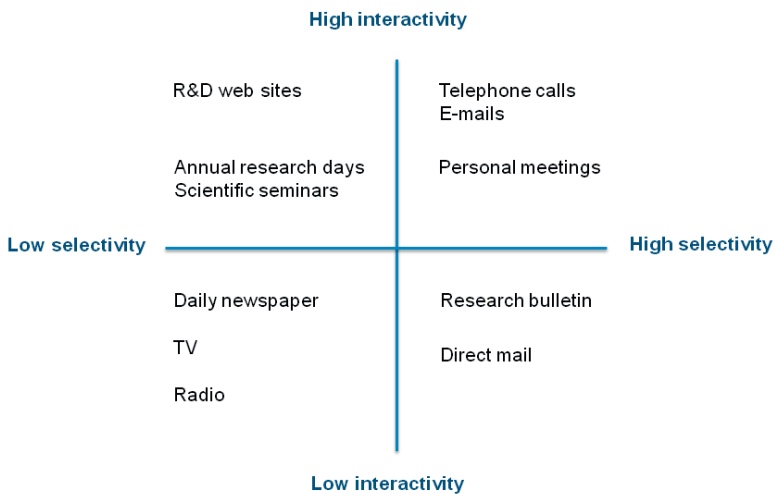 High interactivity
R&D web sites
Telephone calls
E-mails
Annual research days
Scientific seminars
Personal meetings
Low selectivity
High selectivity
Daily newspaper
Research bulletin
TV
Direct mail
Radio
Low interactivity